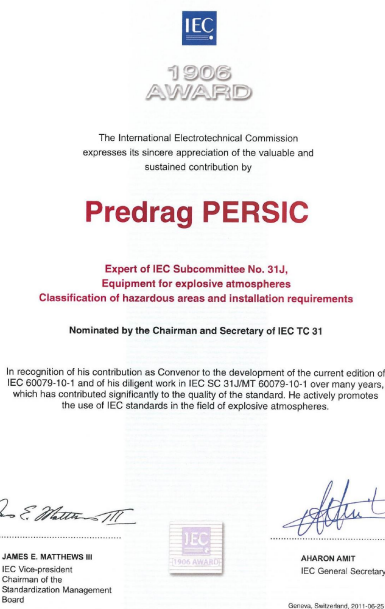 IEC
1906
AWARD
The International Electrotechnical Commission
expresses its sincere appreciation of the valuable and
sustained contribution by
Predrag PERSIC
Expert of IEC Subcommittee No. 31J,
Equipment for explosive atmospheres
Classification of hazardous areas and installation requirements
Nominated by the Chairman and Secretary of IEC TC 31
In recognition of his contribution as Convenor to the development of the current edition of
IEC 60079-10-1 and of his diligent work in IEC SC 31J/MT 60079-10-1 over many years,
which has contributed significantly to the quality of the standard. He actively promotes
the use of IEC standards in the field of explosive atmospheres.
E. Matthews III
IEC
1906 AWARD
JAMES E. MATTHEWS III
IEC Vice-president
Chairman of the
Standardization Management
Board
AHARON AMIT
IEC General Secretary
Geneva, Switzerland, 2011-06-25